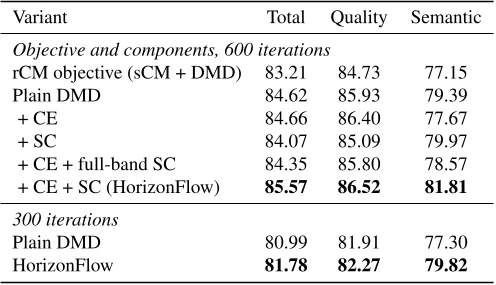 Variant Total Quality Semantic
Objective and components, 600 iterations
rCM objective (sCM + DMD) 83.21 84.73 77.15
Plain DMD 84.62 85.93 79.39
+ CE 84.66 86.40 77.67
+ SC 84.07 85.09 79.97
+ CE + full-band SC 84.35 85.80 78.57
+ CE + SC (HorizonFlow) 85.57 86.52 81.81
300 iterations
Plain DMD 80.99 81.91 77.30
HorizonFlow 81.78 82.27 79.82